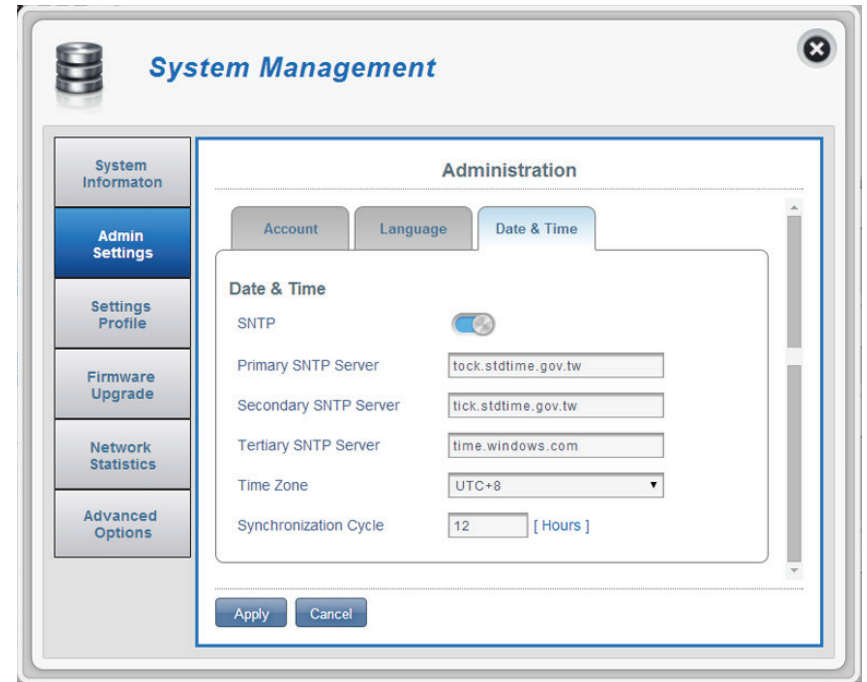 System Management
System
Informaton
Admin
Settings
Settings
Profile
Firmware
Upgrade
Network
Statistics
Advanced
Options
Administration
Account
Language
Date & Time
Date & Time
SNTP
Primary SNTP Server
tock.stdtime.gov.tw
Secondary SNTP Server
tick.stdtime.gov.tw
Tertiary SNTP Server
time.windows.com
Time Zone
UTC+8
Synchronization Cycle
12
[ Hours ]
Apply
Cancel